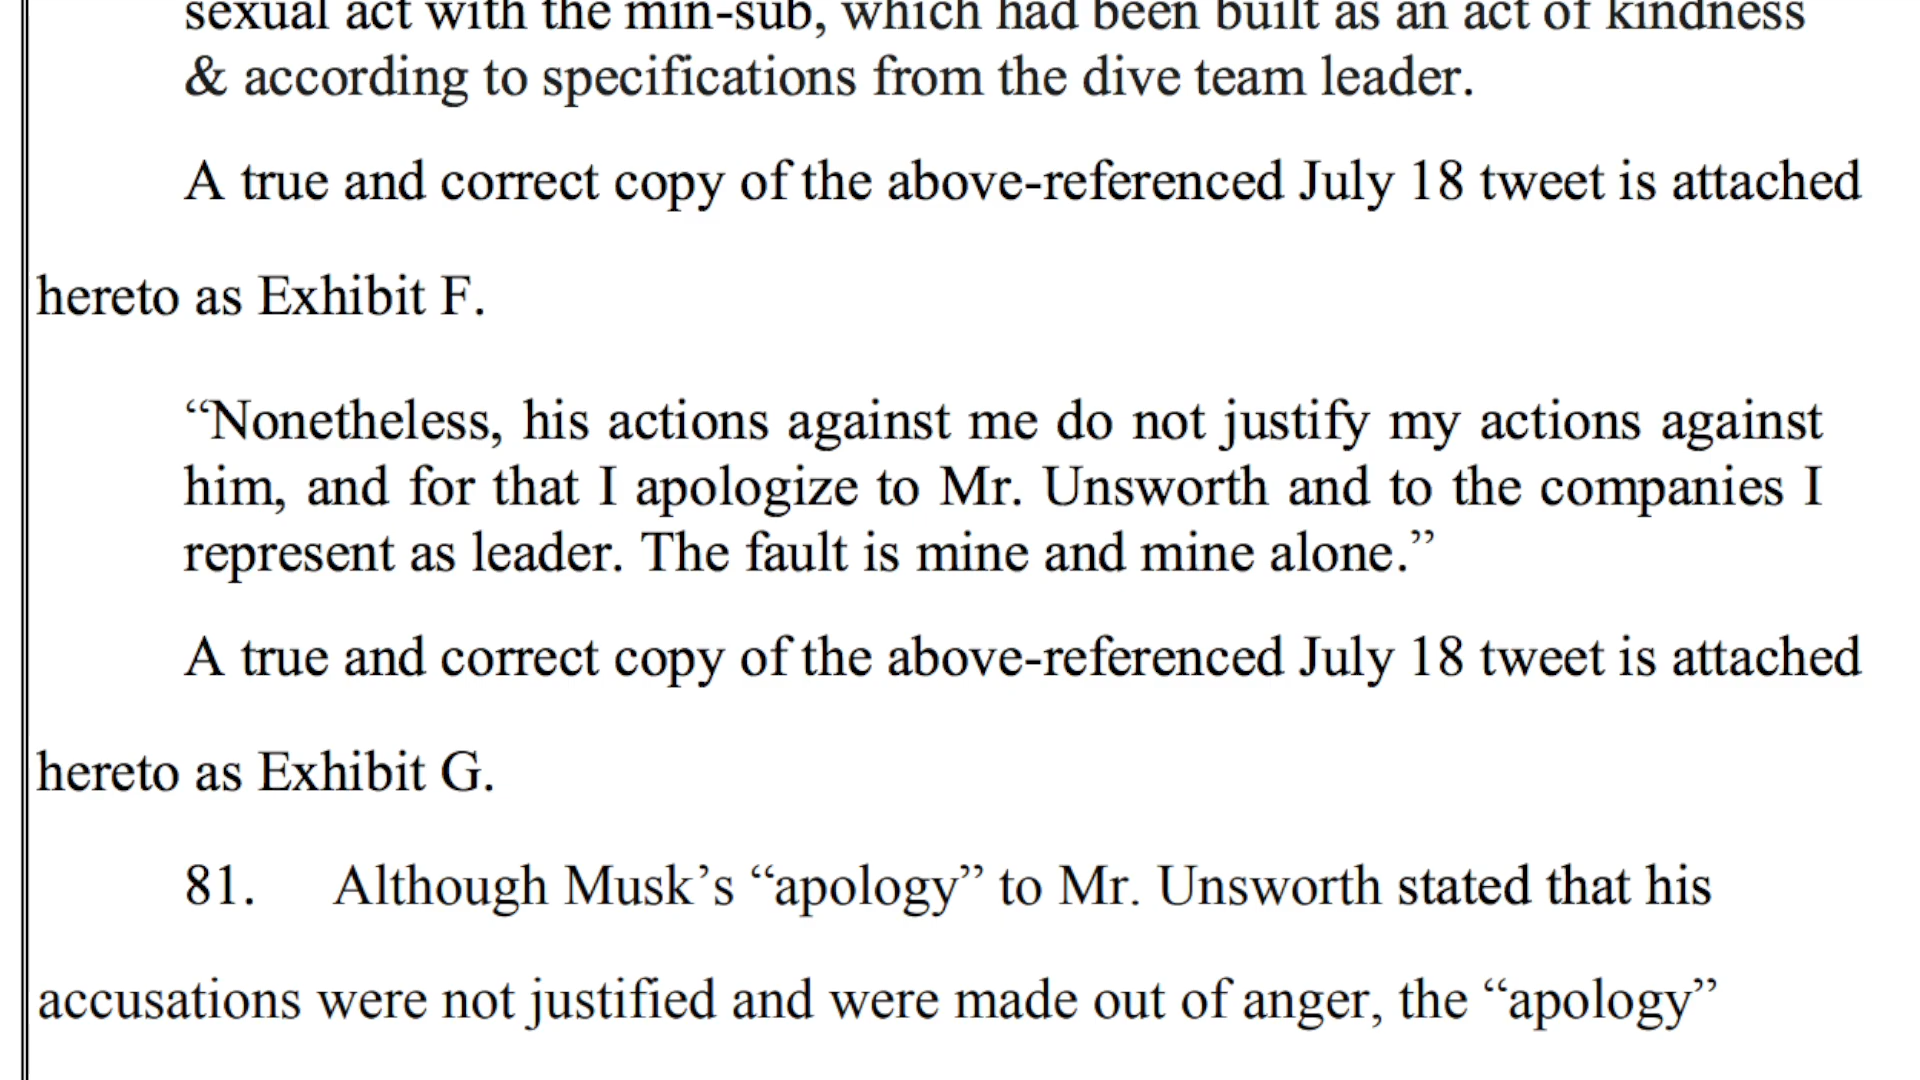 sexual act with the min-sub, which had been built as an act of kindness
& according to specifications from the dive team leader.
A true and correct copy of the above-referenced July 18 tweet is attached
hereto as Exhibit F.
“Nonetheless, his actions against me do not justify my actions against
him, and for that I apologize to Mr. Unsworth and to the companies I
represent as leader. The fault is mine and mine alone.”
A true and correct copy of the above-referenced July 18 tweet is attached
hereto as Exhibit G.
81. Although Musk’s “apology” to Mr. Unsworth stated that his
accusations were not justified and were made out of anger, the “apology”